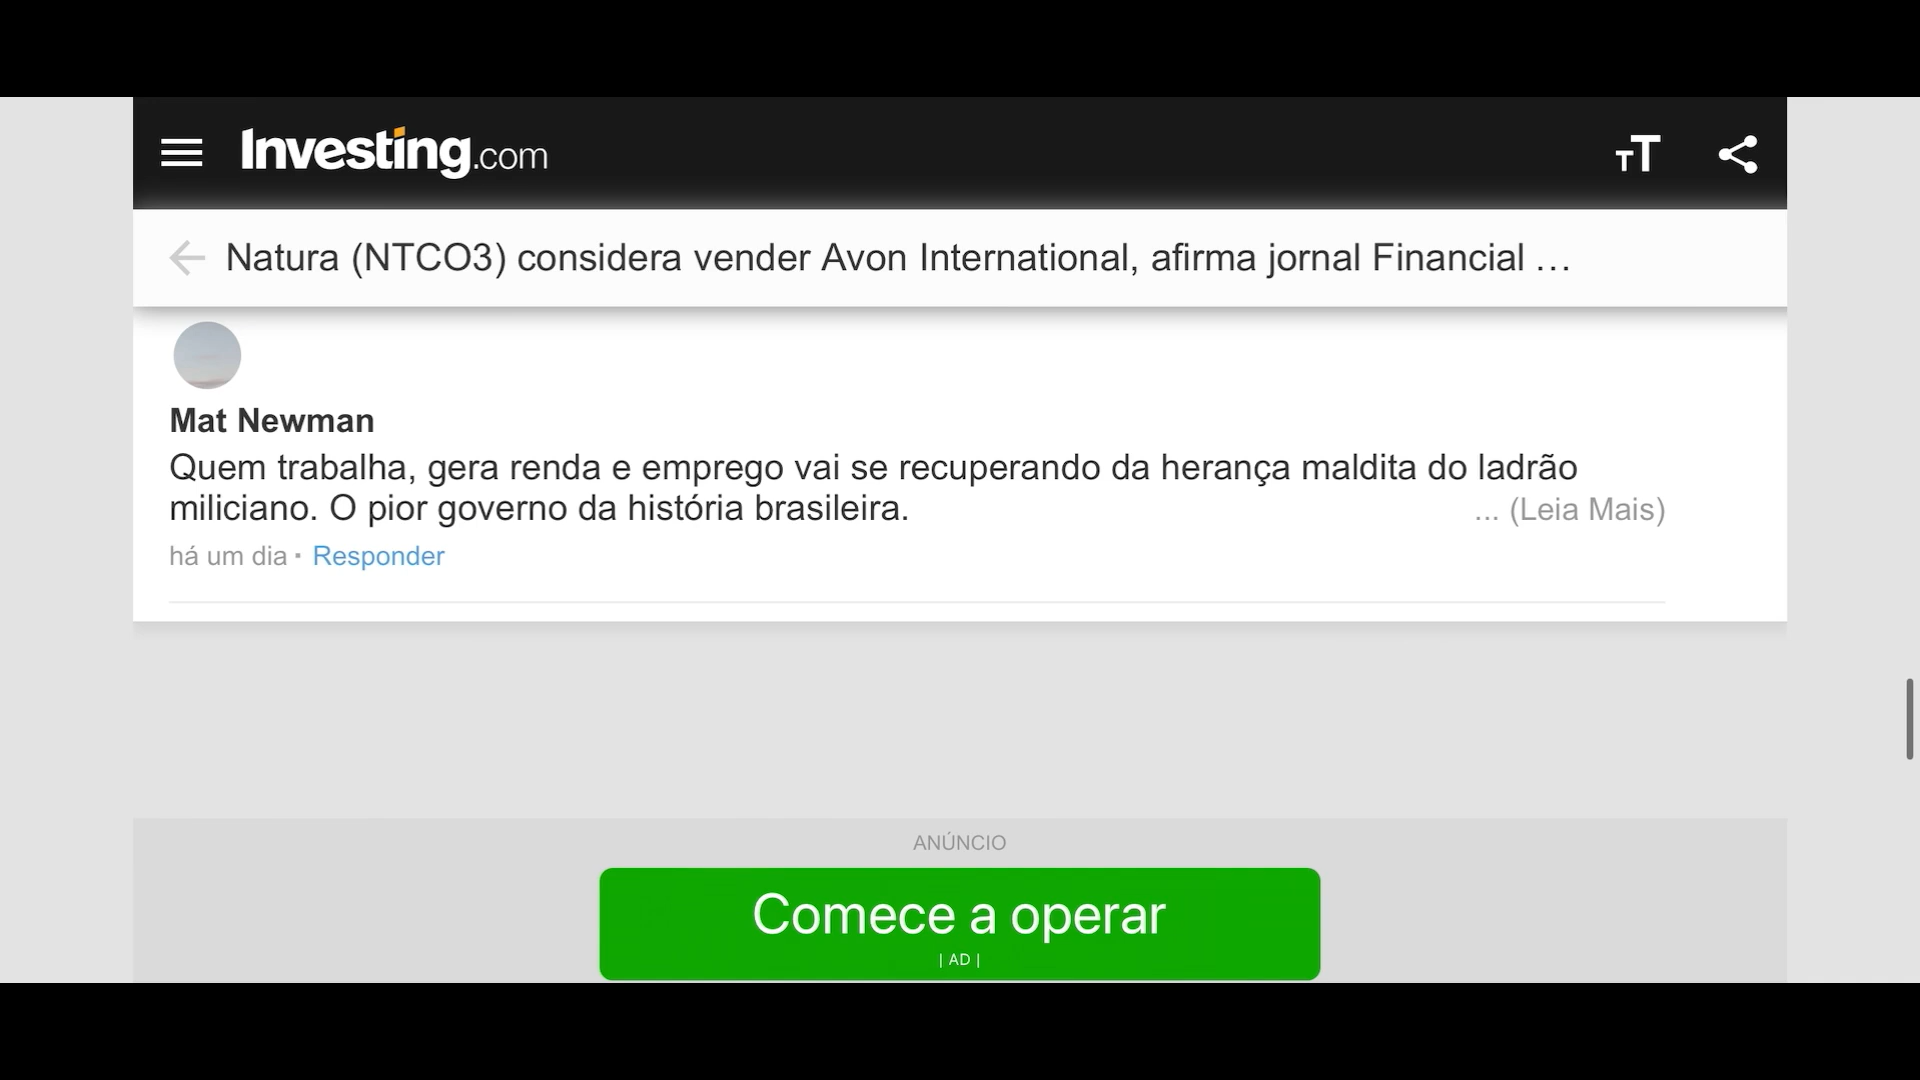 Investing.com
Natura (NTCO3) considera vender Avon International, afirma jornal Financial ...
Mat Newman
Quem trabalha, gera renda e emprego vai se recuperando da herança maldita do ladrão
miliciano. O pior governo da história brasileira.
... (Leia Mais)
há um dia · Responder
ANÚNCIO
Comece a operar
| AD |